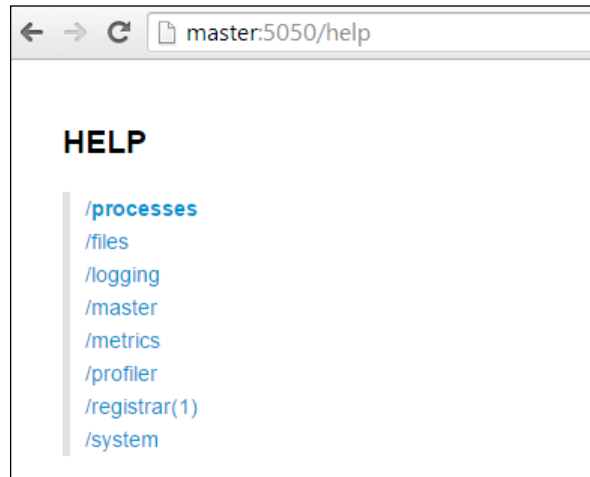 master:5050/help
HELP
/processes
/files
/logging
/master
/metrics
/profiler
/registrar(1)
/system